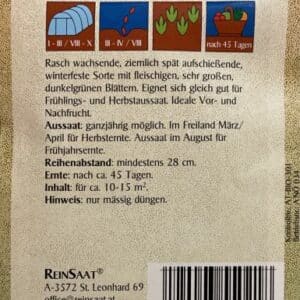 I - III / VIII - X
III - IV / VIII
nach 45 Tagen
Rasch wachsende, ziemlich spät aufschießende,
winterfeste Sorte mit fleischigen, sehr großen,
dunkelgrünen Blättern. Eignet sich gleich gut für
Frühlings- und Herbstaussaat. Ideale Vor- und
Nachfrucht.
Aussaat: ganzjährig möglich. Im Freiland März/
April für Herbsternte. Aussaat im August für
Frühjahrsernte.
Reihenabstand: mindestens 28 cm.
Ernte: nach ca. 45 Tagen.
Inhalt: für ca. 10-15 m².
Hinweis: nur mässig düngen.
REINSAAT®
A-3572 St. Leonhard 69
office@reinsaat.at